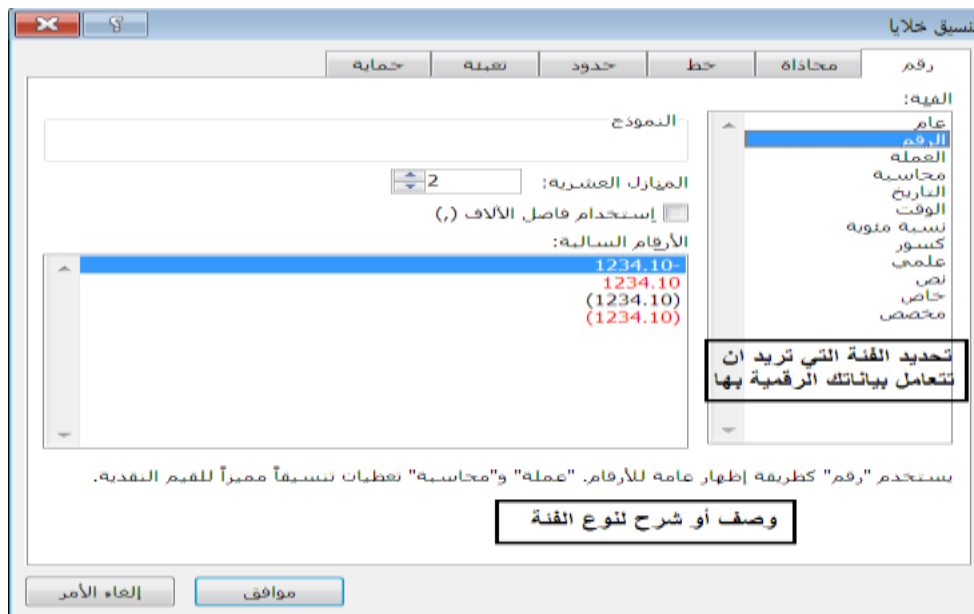 تنسيق خلايا
رقم
محاذاة
خط
حدود
تعبئة
حماية
الفئة:
عام
الرقم
العملة
محاسبة
التاريخ
الوقت
نسبة مئوية
كسور
علمي
نص
خاص
مخصص
تحديد الفئة التي تريد ان
تتعامل بياناتك الرقمية بها
النموذج
المنازل العشرية: 2
إستخدام فاصل الآلاف (,)
الأرقام السالبة:
1234.10-
1234.10
(1234.10)
(1234.10)
يستخدم "رقم" كطريقة إظهار عامة للأرقام. "عملة" و"محاسبة" تعطيات تنسيقاً مميزاً للقيم النقدية.
وصف أو شرح لنوع الفئة
موافق
إلغاء الأمر